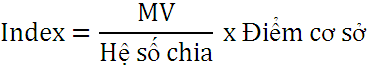 Index = MV / Hệ số chia x Điểm cơ sở